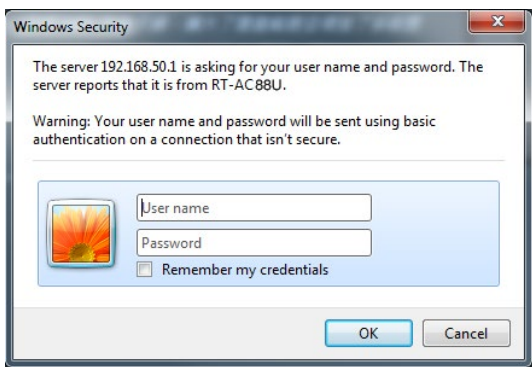 Windows Security
The server 192.168.50.1 is asking for your user name and password. The
server reports that it is from RT-AC88U.
Warning: Your user name and password will be sent using basic
authentication on a connection that isn't secure.
User name
Password
Remember my credentials
OK
Cancel